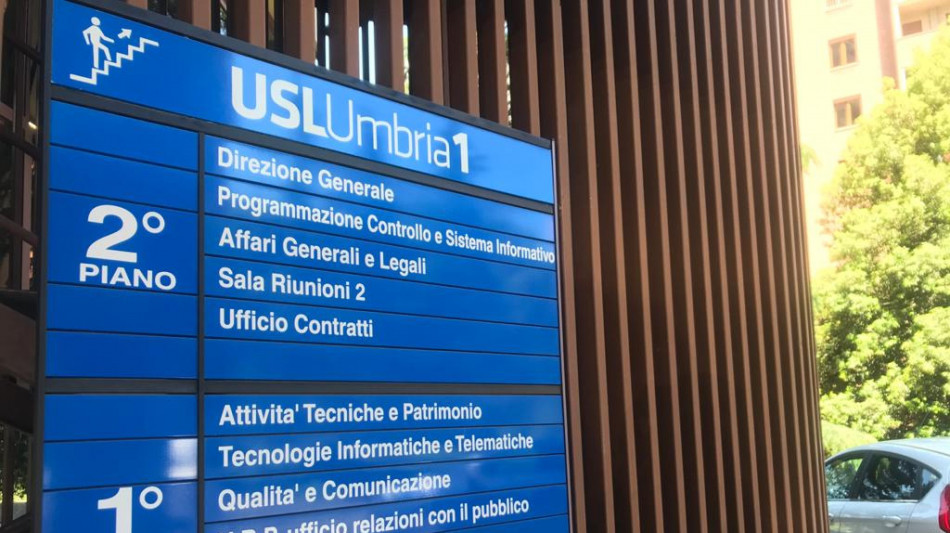 USLUmbria1
2°
PIANO
Direzione Generale
Programmazione Controllo e Sistema Informativo
Affari Generali e Legali
Sala Riunioni 2
Ufficio Contratti
1°
Attivita' Tecniche e Patrimonio
Tecnologie Informatiche e Telematiche
Qualita' e Comunicazione
ufficio relazioni con il pubblico